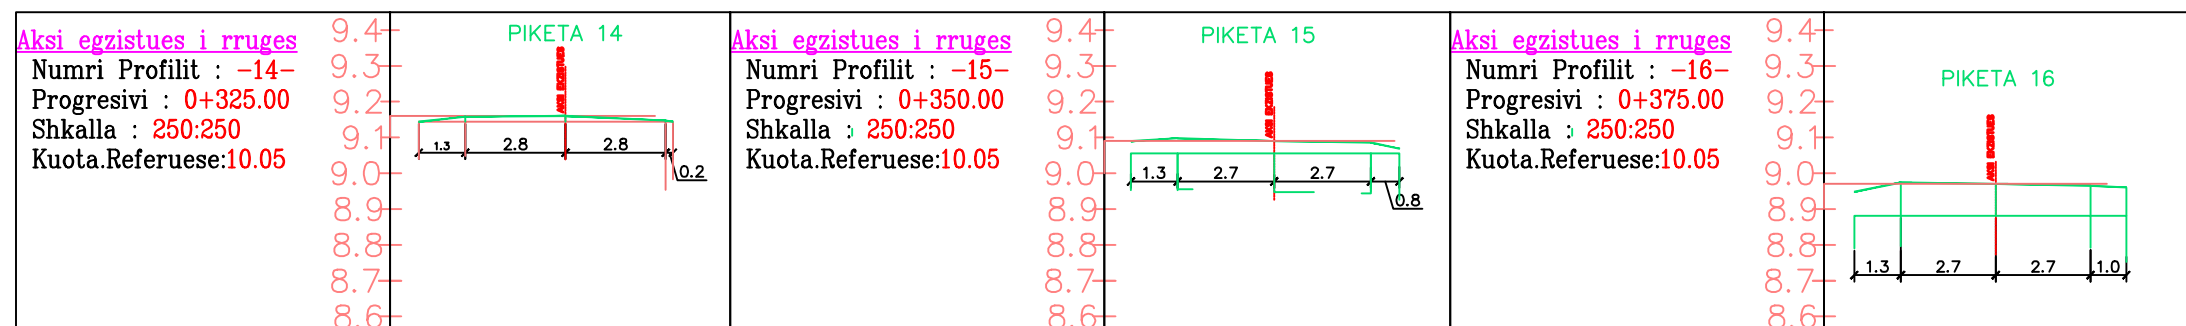 Aksi egzistues i rruges
Numri Profilit : -14-
Progresivi : 0+325.00
Shkalla : 250:250
Kuota.Referuese:10.05
9.4
9.3
9.2
9.1
9.0
8.9
8.8
8.7
8.6
PIKETA 14
AKSI EKZISTUES
1.3 2.8 2.8
0.2
Aksi egzistues i rruges
Numri Profilit : -15-
Progresivi : 0+350.00
Shkalla : 250:250
Kuota.Referuese:10.05
9.4
9.3
9.2
9.1
9.0
8.9
8.8
8.7
8.6
PIKETA 15
AKSI EKZISTUES
1.3 2.7 2.7
0.8
Aksi egzistues i rruges
Numri Profilit : -16-
Progresivi : 0+375.00
Shkalla : 250:250
Kuota.Referuese:10.05
9.4
9.3
9.2
9.1
9.0
8.9
8.8
8.7
8.6
PIKETA 16
AKSI EKZISTUES
1.3 2.7 2.7 1.0